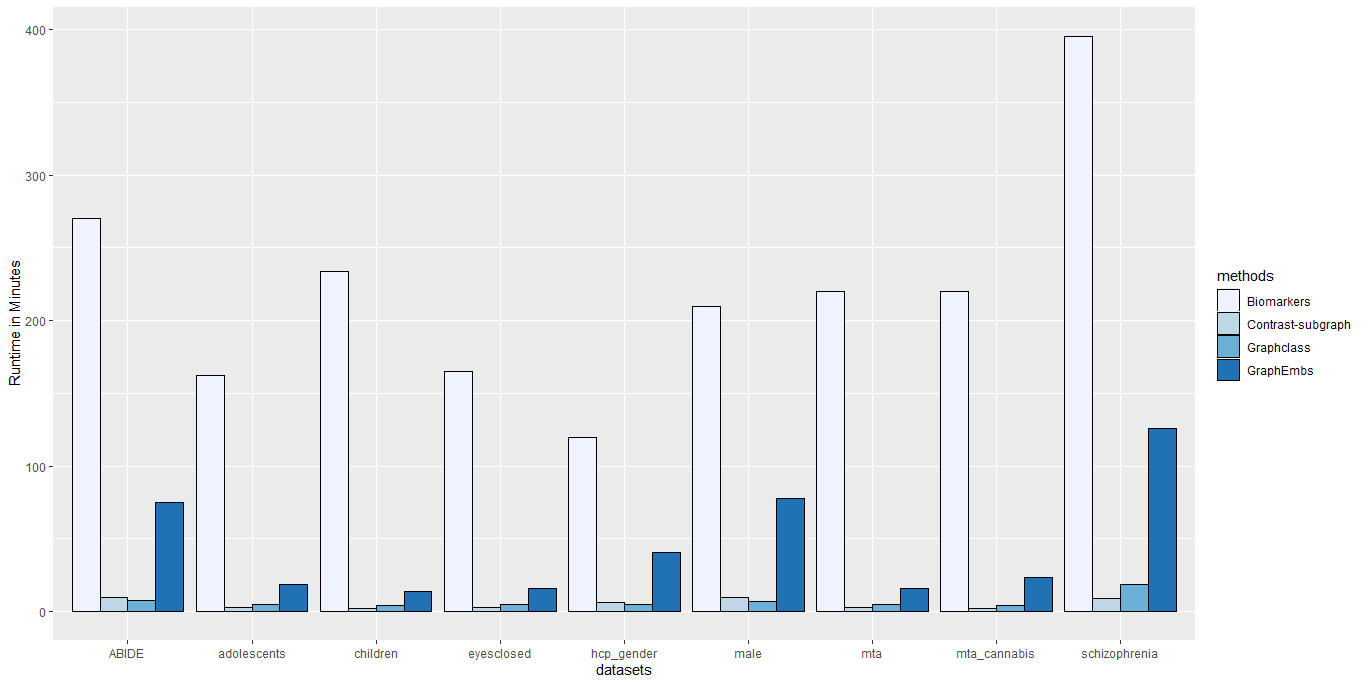 Runtime in Minutes
400
300
200
100
0
ABIDE adolescents children eyesclosed hcp_gender male mta mta_cannabis schizophrenia
datasets
methods
Biomarkers
Contrast-subgraph
Graphclass
GraphEmbs